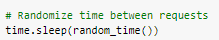 # Randomize time between requests
time.sleep(random_time())